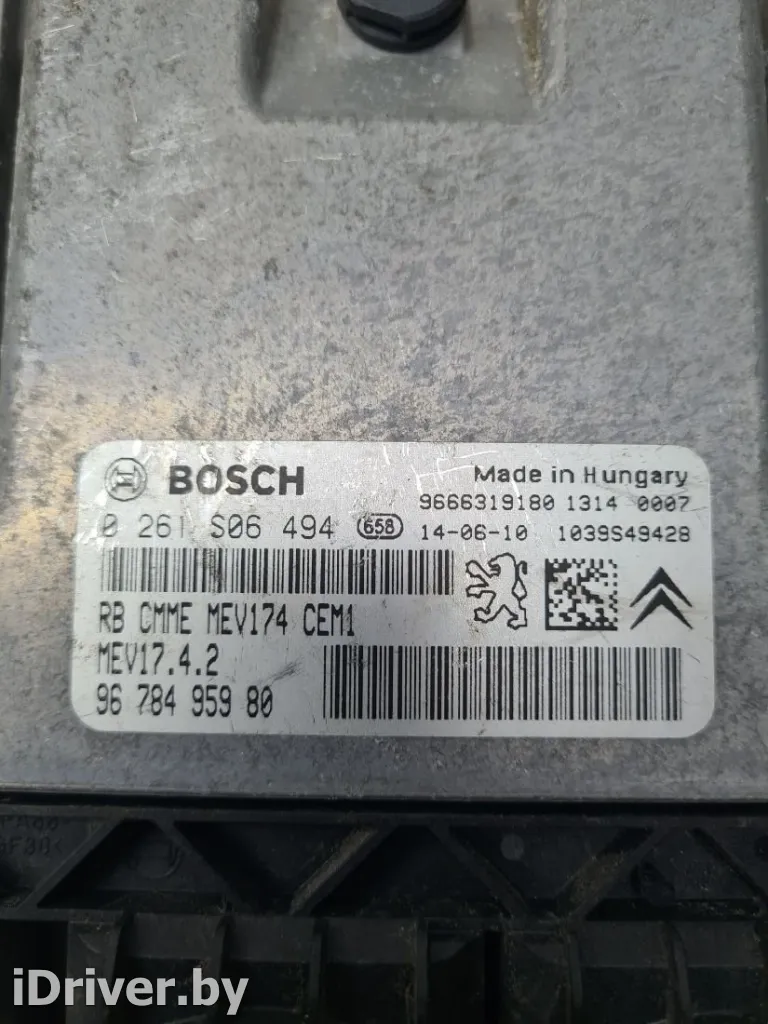 BOSCH
Made in Hungary
9666319180 1314 0007
0 261 S06 494 658 14-06-10 1039S49428
RB CMME MEV174 CEM1
MEV17.4.2
96 784 959 80
iDriver.by